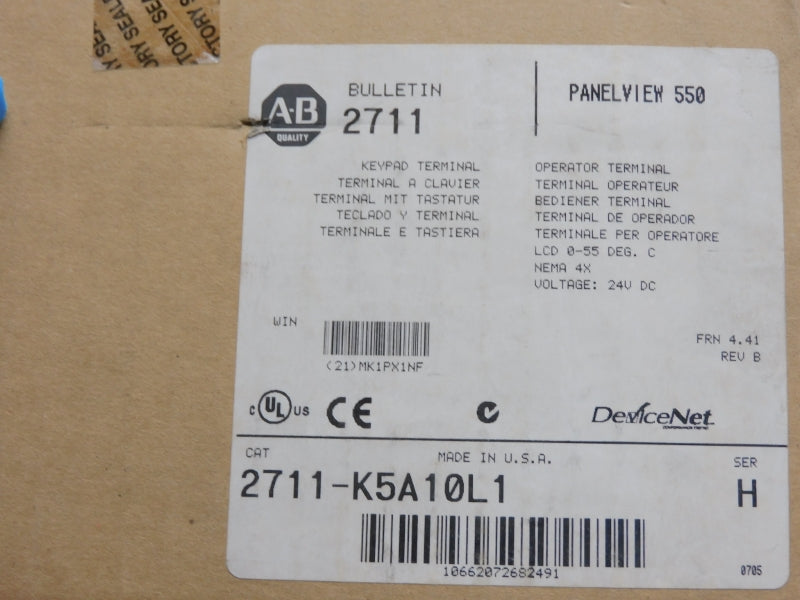 FACTORY SEALED
BULLETIN
2711
A-B
QUALITY
PANELVIEW 550
KEYPAD TERMINAL
TERMINAL A CLAVIER
TERMINAL MIT TASTATUR
TECLADO Y TERMINAL
TERMINALE E TASTIERA
OPERATOR TERMINAL
TERMINAL OPERATEUR
BEDIENER TERMINAL
TERMINAL DE OPERADOR
TERMINALE PER OPERATORE
LCD 0-55 DEG. C
NEMA 4X
VOLTAGE: 24V DC
WIN
(21)MK1PX1NF
FRN 4.41
REV B
C UL US CE
DeviceNet
CAT
MADE IN U.S.A.
SER
2711-K5A10L1
H
10662072682491
0705